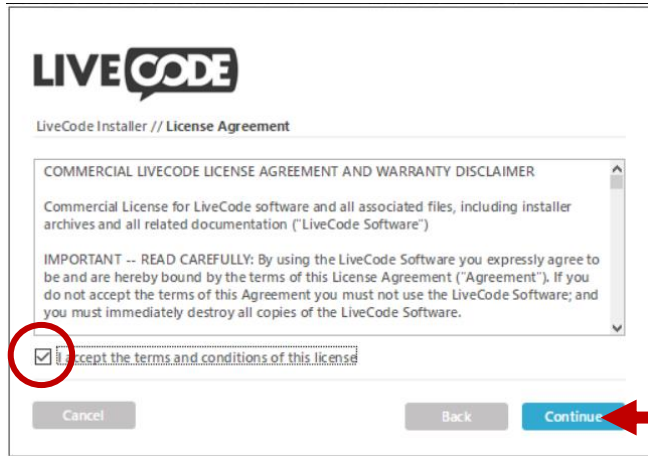 LIVECODE
LiveCode Installer // License Agreement
COMMERCIAL LIVECODE LICENSE AGREEMENT AND WARRANTY DISCLAIMER
Commercial License for LiveCode software and all associated files, including installer
archives and all related documentation ("LiveCode Software")
IMPORTANT -- READ CAREFULLY: By using the LiveCode Software you expressly agree to
be and are hereby bound by the terms of this License Agreement ("Agreement"). If you
do not accept the terms of this Agreement you must not use the LiveCode Software; and
you must immediately destroy all copies of the LiveCode Software.
I accept the terms and conditions of this license
Cancel Back Continue